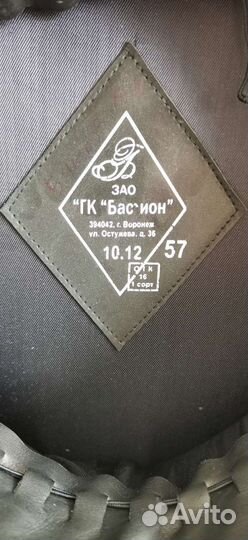 ЗАО
"ГК "Бастион"
394042, г. Воронеж
ул. Остужева, д. 36
10.12 57
ОТК
16
1 сорт
Avito